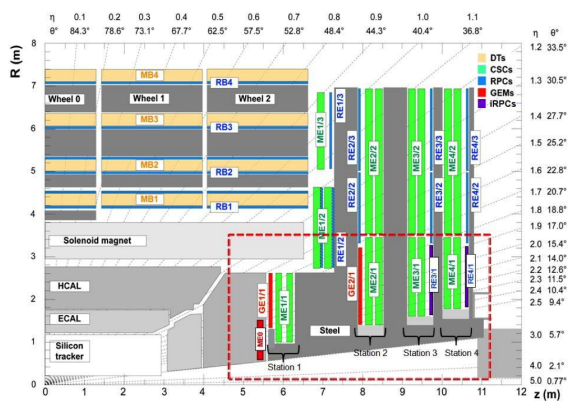 η 0.1 0.2 0.3 0.4 0.5 0.6 0.7 0.8 0.9 1.0 1.1 η θ°
θ° 84.3° 78.6° 73.1° 67.7° 62.5° 57.5° 52.8° 48.4° 44.3° 40.4° 36.8°
R (m)
8
7
6
5
4
3
2
1
0
1.2 33.5°
1.3 30.5°
1.4 27.7°
1.5 25.2°
1.6 22.8°
1.7 20.7°
1.8 18.8°
1.9 17.0°
2.0 15.4°
2.1 14.0°
2.2 12.6°
2.3 11.5°
2.4 10.4°
2.5 9.4°
3.0 5.7°
4.0 2.1°
5.0 0.77°
DTs
CSCs
RPCs
GEMs
iRPCs
MB4
RB4
Wheel 0
Wheel 1
Wheel 2
MB3
RB3
MB2
RB2
MB1
RB1
Solenoid magnet
HCAL
ECAL
Silicon
tracker
Steel
ME0
GE1/1
ME1/1
ME1/2
ME1/3
RE1/2
RE1/3
GE2/1
ME2/1
ME2/2
RE2/2
RE2/3
ME3/1
ME3/2
RE3/1
RE3/2
RE3/3
ME4/1
ME4/2
RE4/1
RE4/2
RE4/3
Station 1
Station 2
Station 3
Station 4
0 1 2 3 4 5 6 7 8 9 10 11 12
z (m)